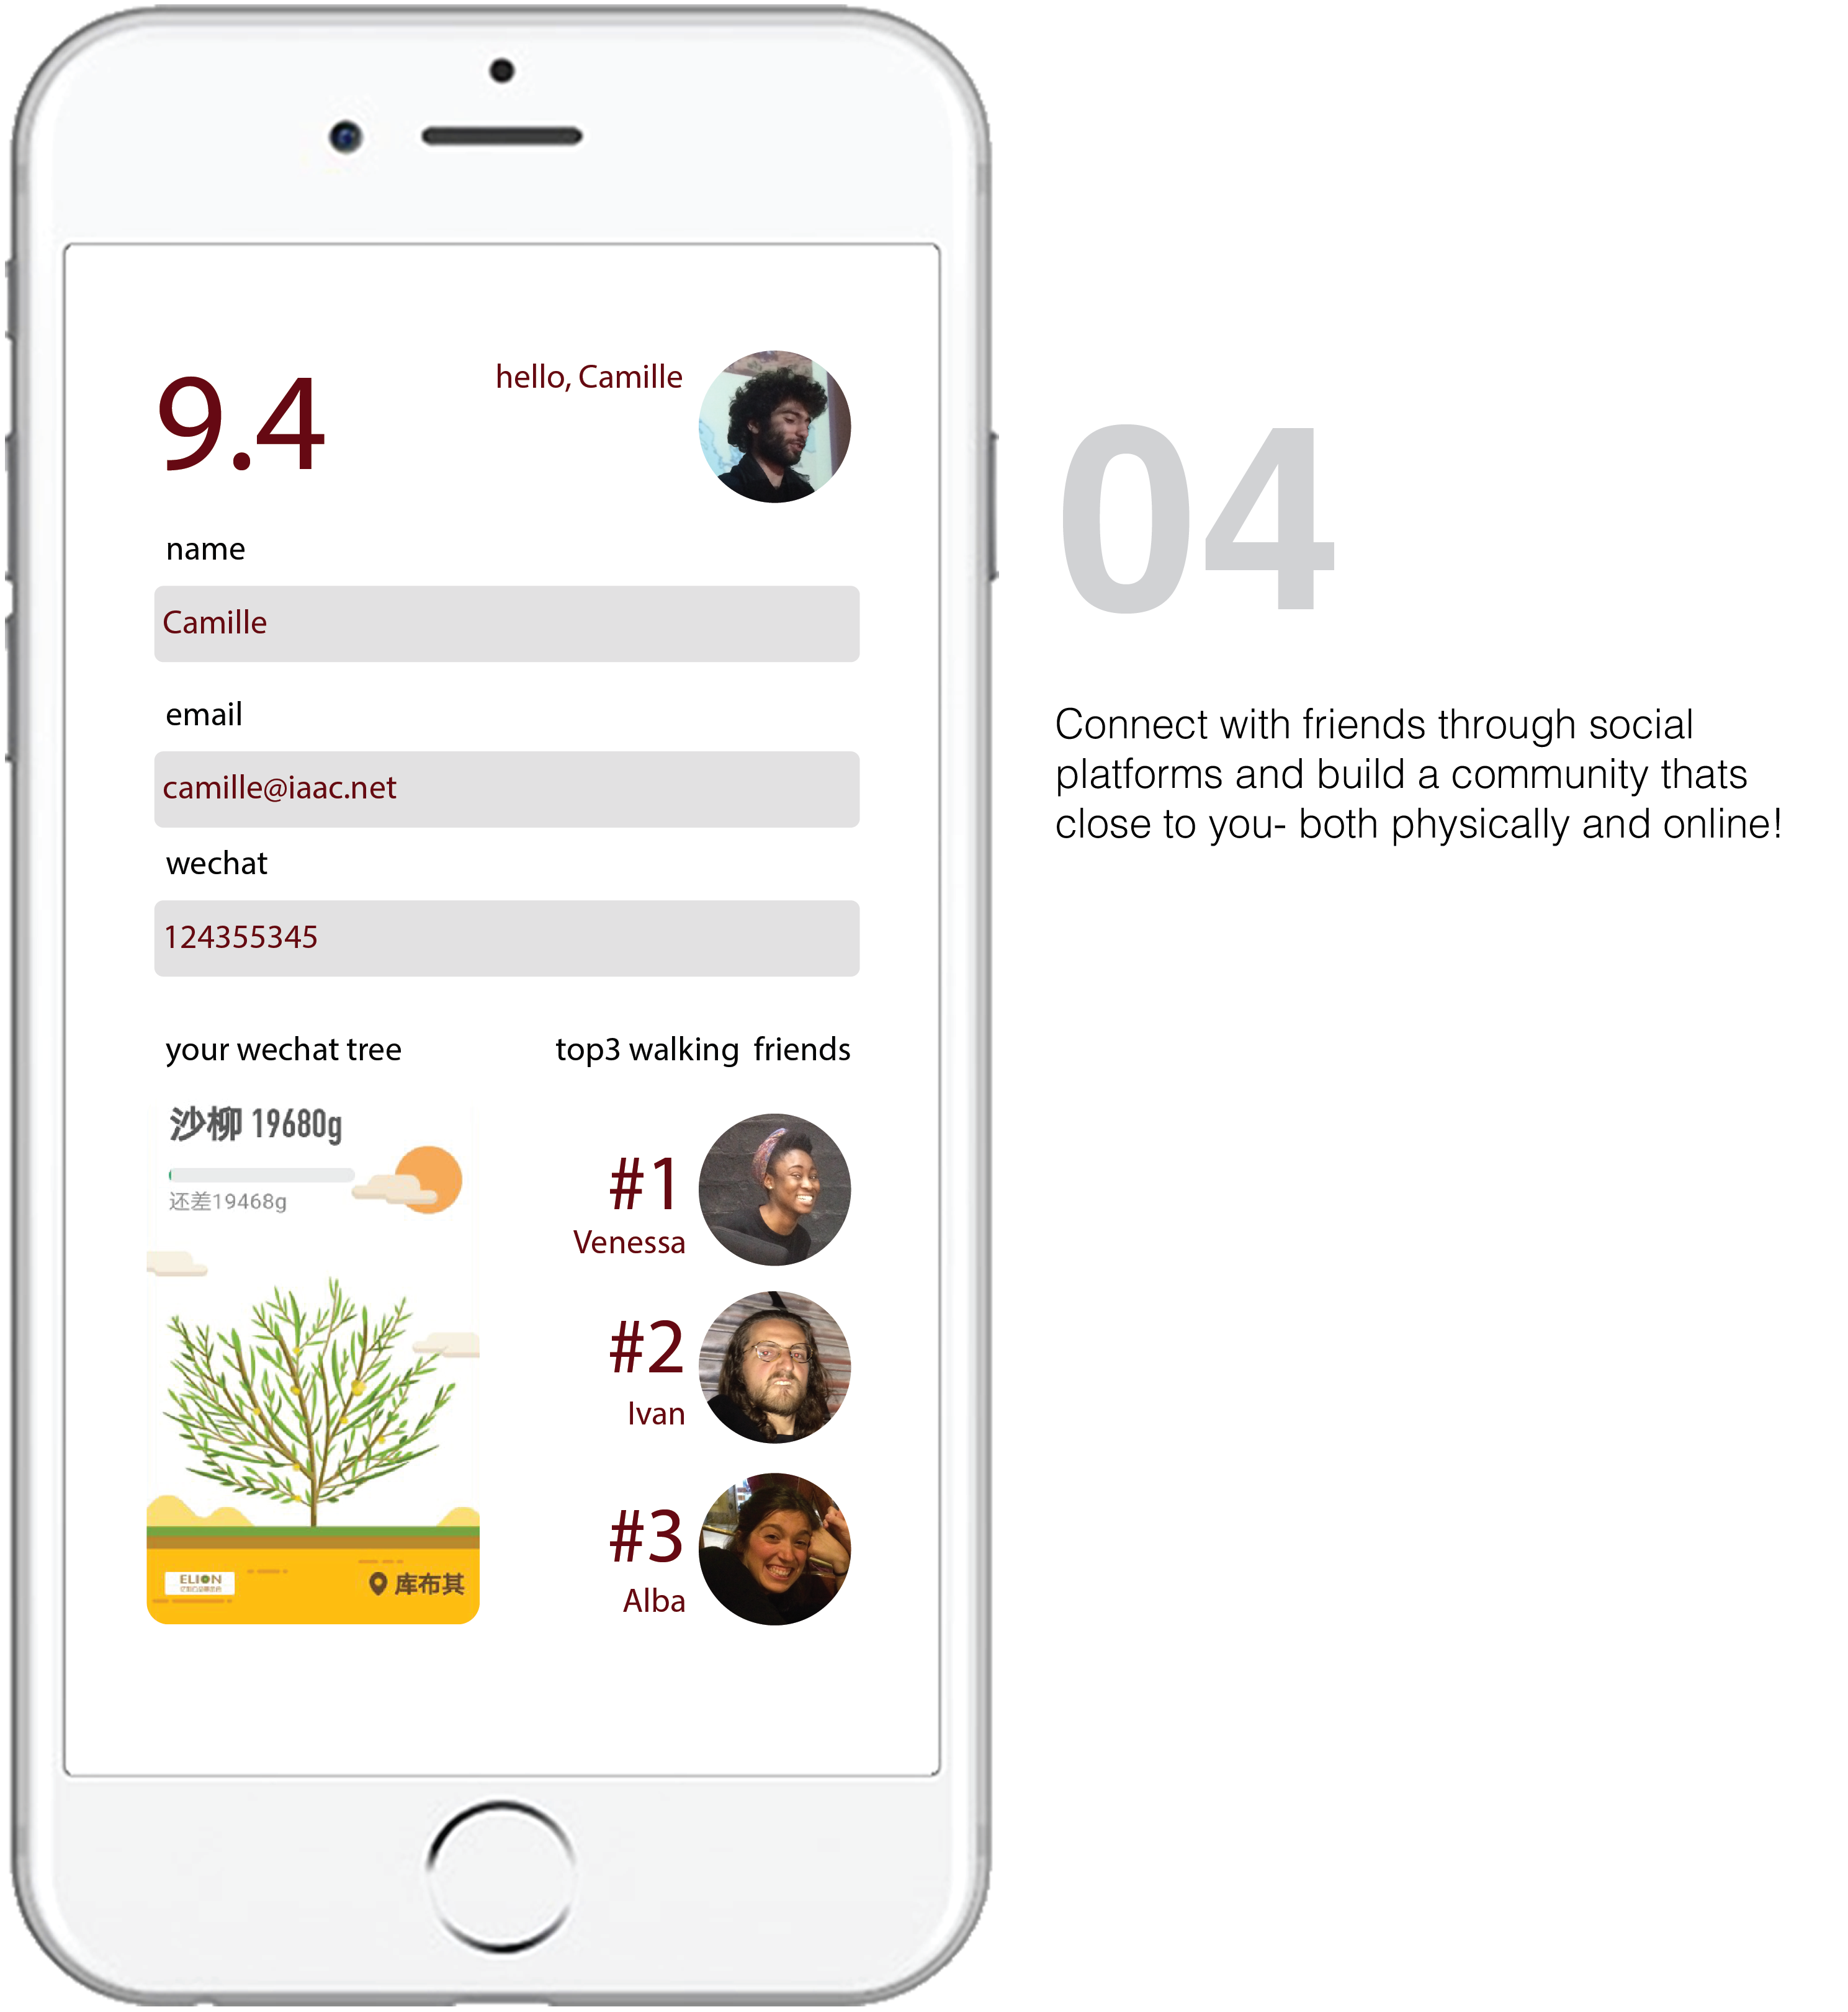 9.4
hello, Camille
name
Camille
email
camille@iaac.net
wechat
124355345
your wechat tree
沙柳 19680g
还差19468g
ELION
库布其
top3 walking friends
#1
Venessa
#2
Ivan
#3
Alba
04
Connect with friends through social
platforms and build a community thats
close to you- both physically and online!